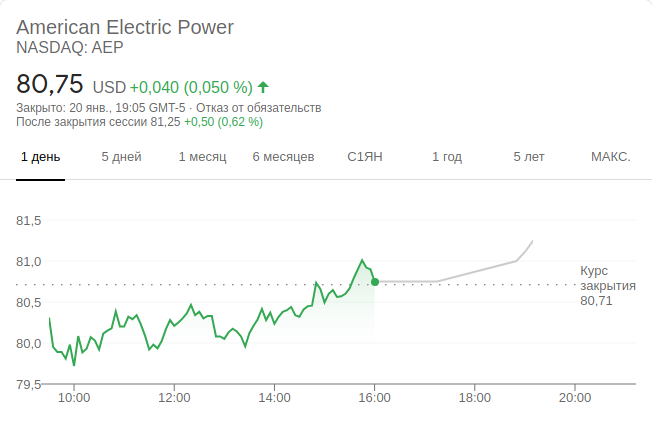 American Electric Power
NASDAQ: AEP
80,75 USD +0,040 (0,050 %)
Закрыто: 20 янв., 19:05 GMT-5 · Отказ от обязательств
После закрытия сессии 81,25 +0,50 (0,62 %)
1 день 5 дней 1 месяц 6 месяцев С1ЯН 1 год 5 лет МАКС.
81,5
81,0
Курс
закрытия
80,71
80,5
80,0
79,5
10:00 12:00 14:00 16:00 18:00 20:00